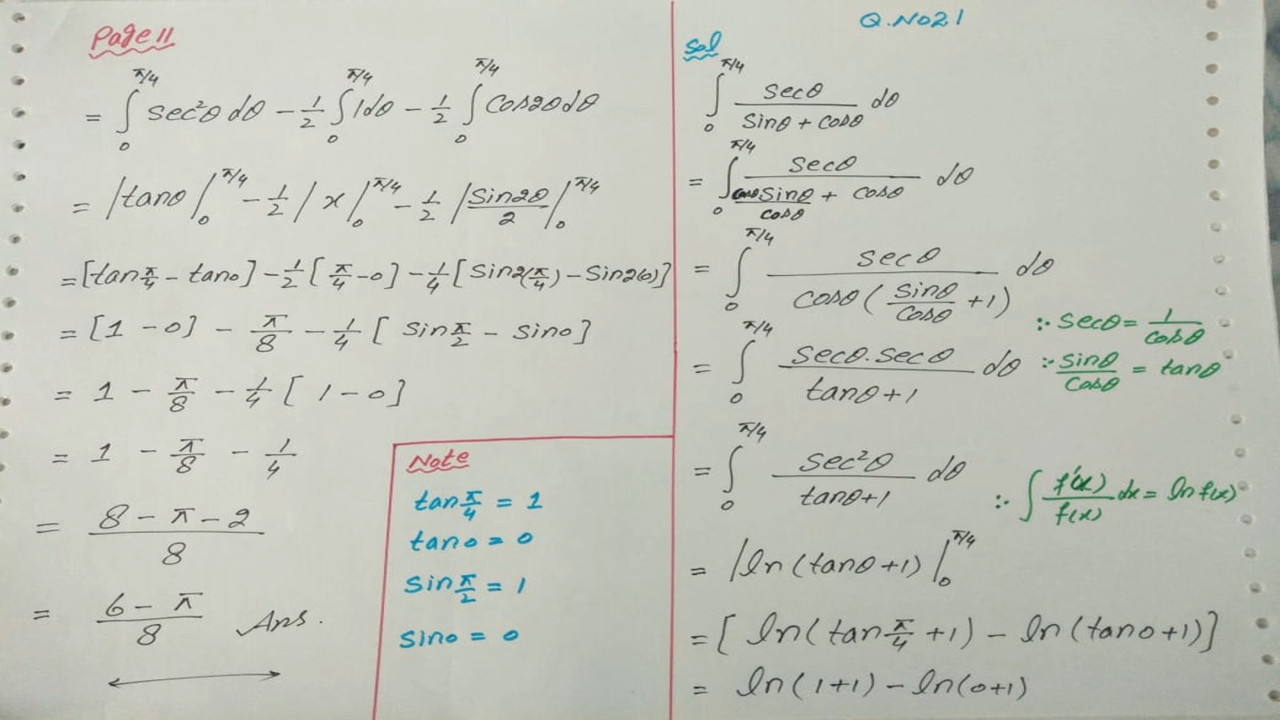 Page 11
= ∫₀^π/4 sec²θ dθ − 1/2 ∫₀^π/4 1 dθ − 1/2 ∫₀^π/4 Cos2θ dθ
= |tanθ|₀^π/4 − 1/2 |x|₀^π/4 − 1/2 |Sin2θ/2|₀^π/4
= [tan π/4 − tan0] − 1/2 [π/4 − 0] − 1/4 [Sin2(π/4) − Sin2(0)]
= [1 − 0] − π/8 − 1/4 [Sin π/2 − Sin0]
= 1 − π/8 − 1/4 [1 − 0]
= 1 − π/8 − 1/4
= (8 − π − 2)/8
= (6 − π)/8 Ans.
Note
tan π/4 = 1
tan0 = 0
Sin π/2 = 1
Sin0 = 0
Q.No21
Sol
∫₀^π/4 secθ/(Sinθ + cosθ) dθ
= ∫₀^π/4 secθ/(cosθ Sinθ/cosθ + cosθ) dθ
= ∫₀^π/4 secθ/(cosθ (Sinθ/cosθ + 1)) dθ
∵ secθ = 1/cosθ
= ∫₀^π/4 secθ.secθ/(tanθ + 1) dθ ∵ Sinθ/Cosθ = tanθ
= ∫₀^π/4 sec²θ/(tanθ + 1) dθ
∵ ∫ f'(x)/f(x) dx = ln f(x)
= |ln (tanθ + 1)|₀^π/4
= [ln (tan π/4 + 1) − ln (tan0 + 1)]
= ln (1+1) − ln (0+1)